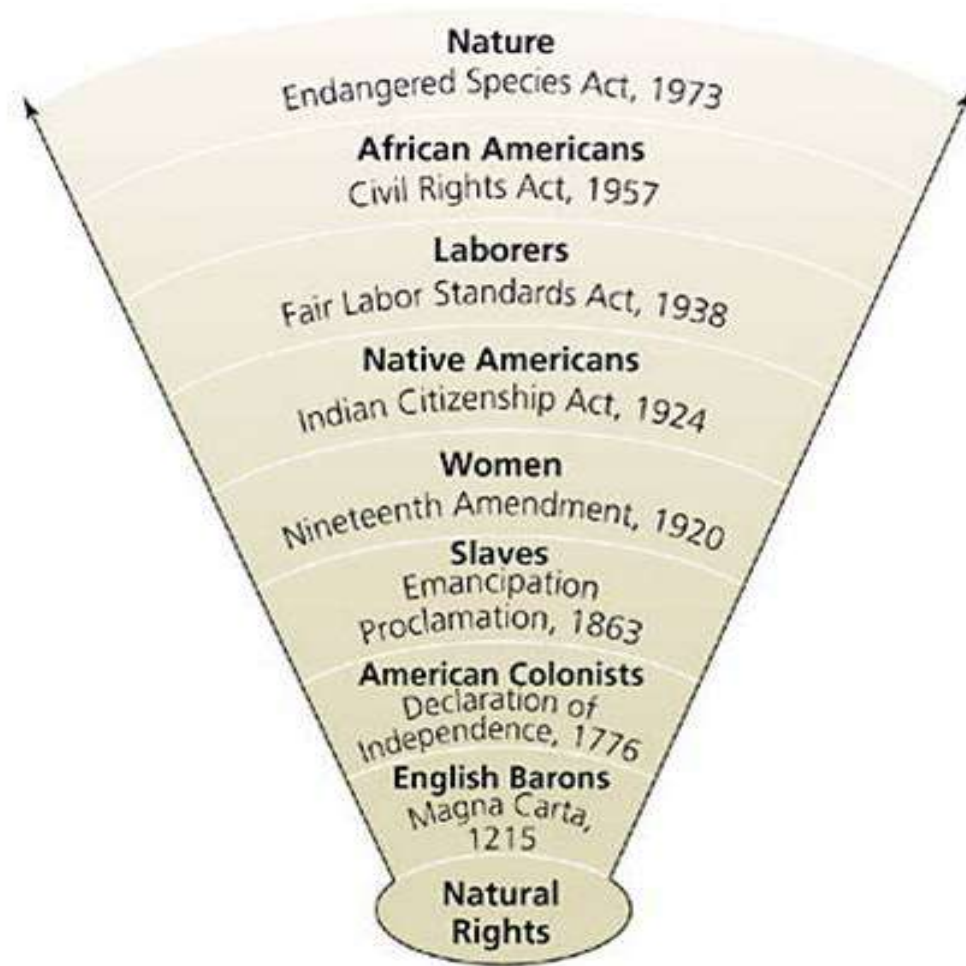 Nature
Endangered Species Act, 1973
African Americans
Civil Rights Act, 1957
Laborers
Fair Labor Standards Act, 1938
Native Americans
Indian Citizenship Act, 1924
Women
Nineteenth Amendment, 1920
Slaves
Emancipation
Proclamation, 1863
American Colonists
Declaration of
Independence, 1776
English Barons
Magna Carta,
1215
Natural
Rights